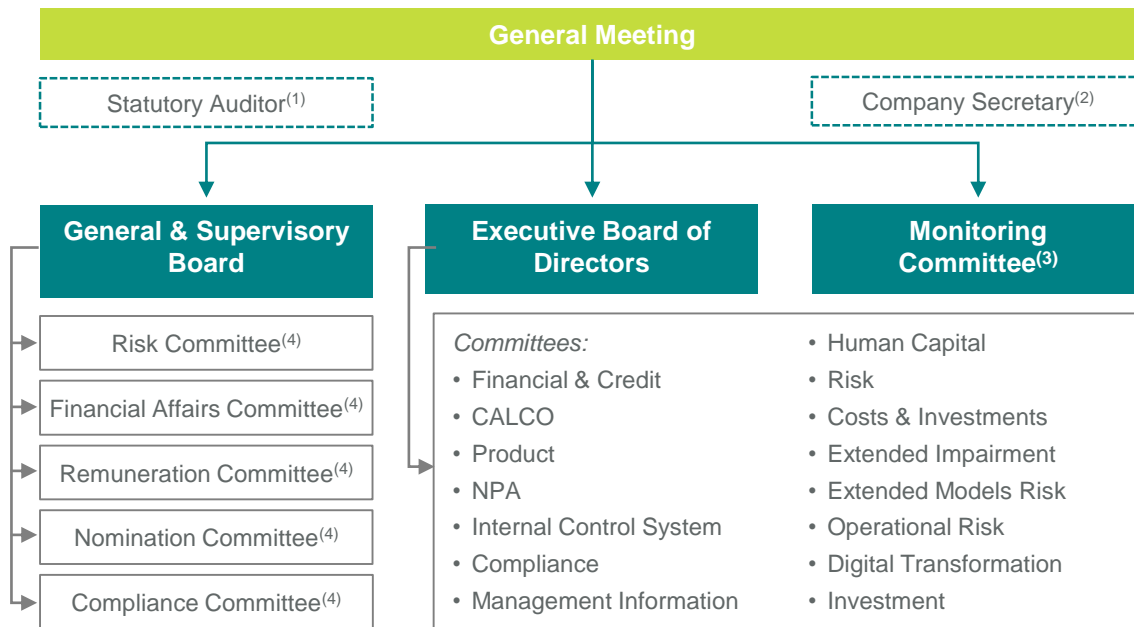 General Meeting
Statutory Auditor(1)
Company Secretary(2)
General & Supervisory
Board
Executive Board of
Directors
Monitoring
Committee(3)
Risk Committee(4)
Financial Affairs Committee(4)
Remuneration Committee(4)
Nomination Committee(4)
Compliance Committee(4)
Committees:
• Financial & Credit
• CALCO
• Product
• NPA
• Internal Control System
• Compliance
• Management Information
• Human Capital
• Risk
• Costs & Investments
• Extended Impairment
• Extended Models Risk
• Operational Risk
• Digital Transformation
• Investment